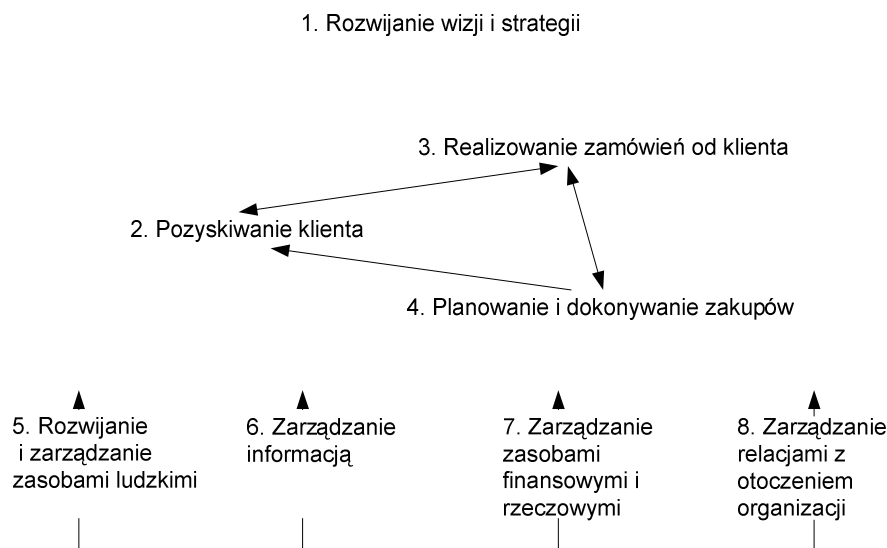 1. Rozwijanie wizji i strategii
3. Realizowanie zamówień od klienta
2. Pozyskiwanie klienta
4. Planowanie i dokonywanie zakupów
5. Rozwijanie
i zarządzanie
zasobami ludzkimi
6. Zarządzanie
informacją
7. Zarządzanie
zasobami
finansowymi i
rzeczowymi
8. Zarządzanie
relacjami z
otoczeniem
organizacji